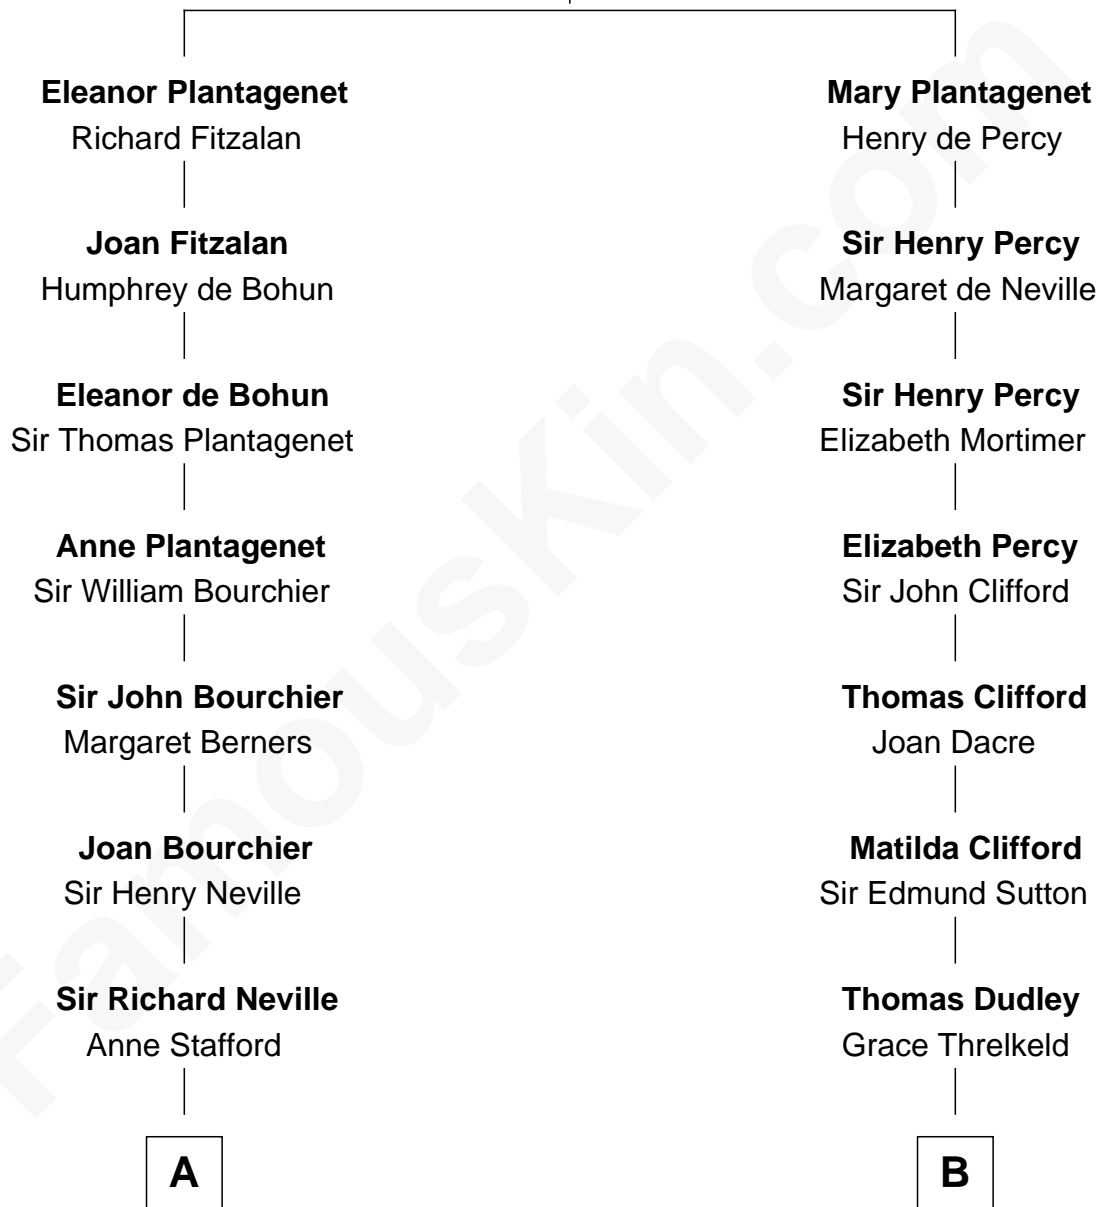 Eleanor Plantagenet
Richard Fitzalan
Joan Fitzalan
Humphrey de Bohun
Eleanor de Bohun
Sir Thomas Plantagenet
Anne Plantagenet
Sir William Bourchier
Sir John Bourchier
Margaret Berners
Joan Bourchier
Sir Henry Neville
Sir Richard Neville
Anne Stafford
A
Mary Plantagenet
Henry de Percy
Sir Henry Percy
Margaret de Neville
Sir Henry Percy
Elizabeth Mortimer
Elizabeth Percy
Sir John Clifford
Thomas Clifford
Joan Dacre
Matilda Clifford
Sir Edmund Sutton
Thomas Dudley
Grace Threlkeld
B
FamousKin.com